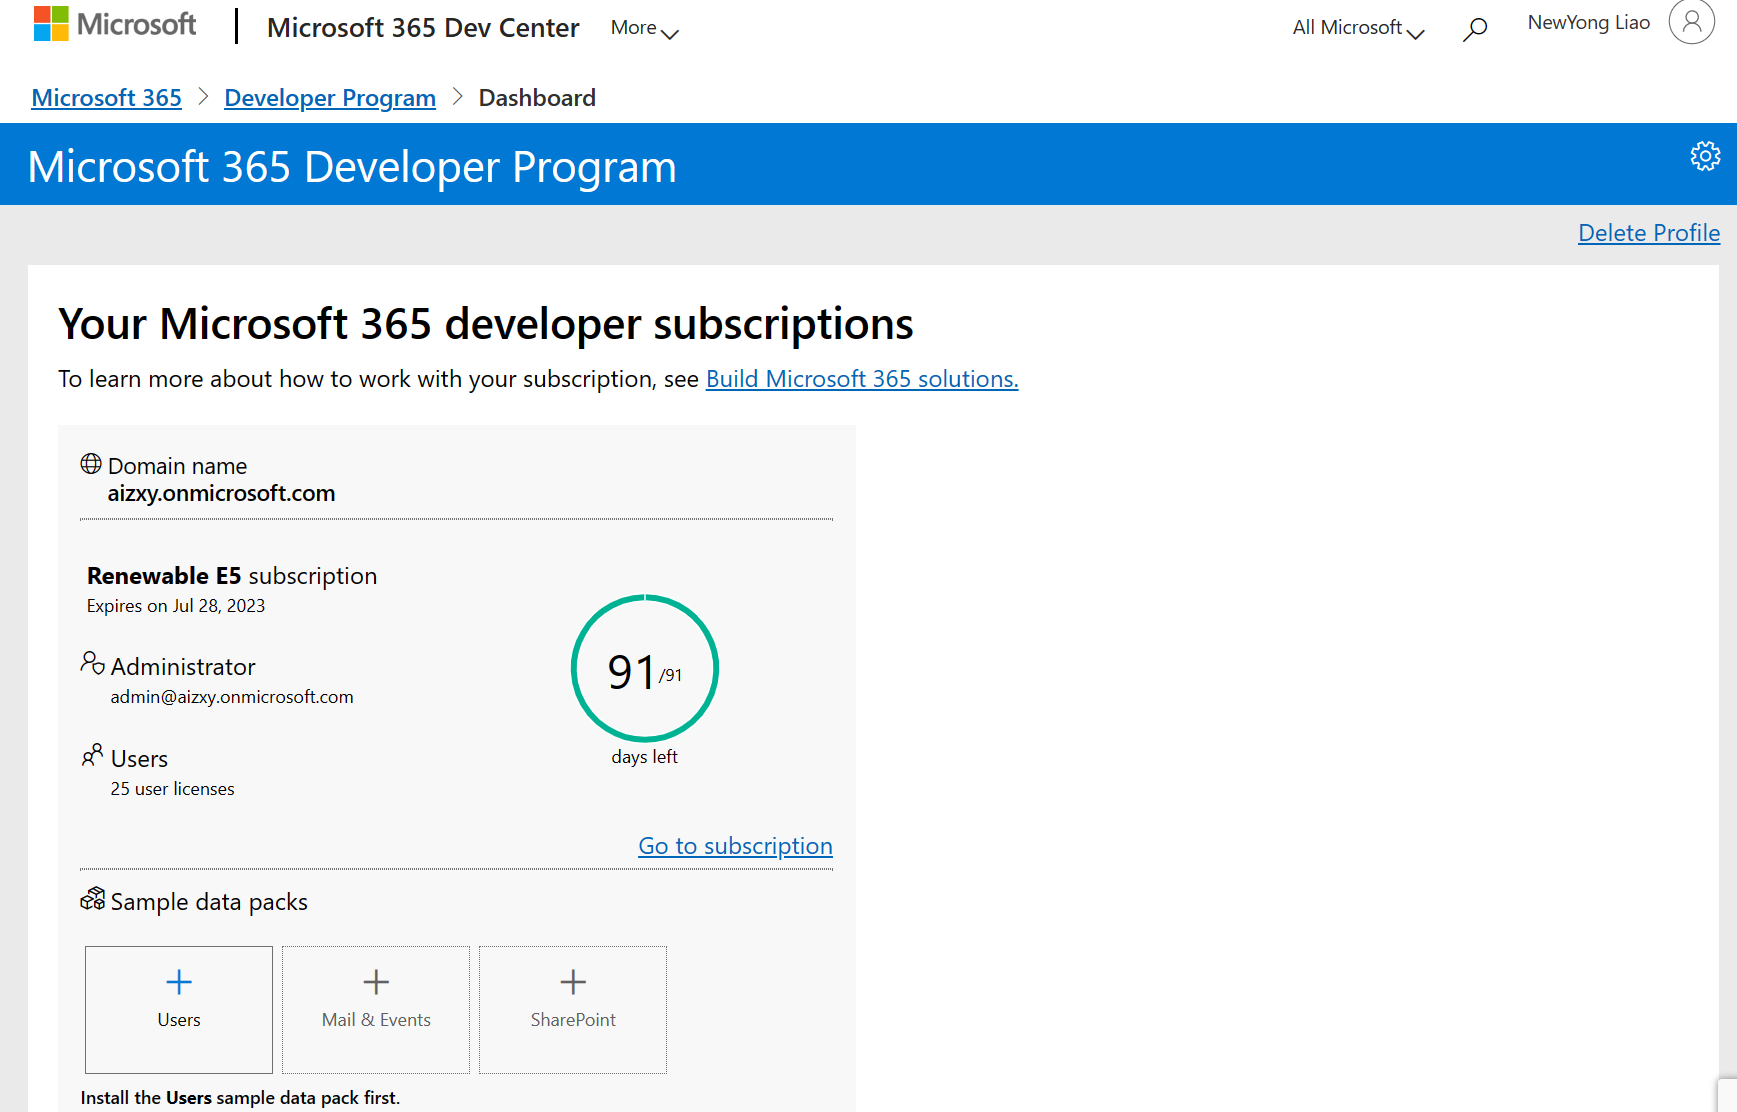 Microsoft
Microsoft 365 Dev Center
More
All Microsoft
NewYong Liao
Microsoft 365 > Developer Program > Dashboard
Microsoft 365 Developer Program
Delete Profile
Your Microsoft 365 developer subscriptions
To learn more about how to work with your subscription, see Build Microsoft 365 solutions.
Domain name
aizxy.onmicrosoft.com
Renewable E5 subscription
Expires on Jul 28, 2023
Administrator
admin@aizxy.onmicrosoft.com
Users
25 user licenses
91/91
days left
Go to subscription
Sample data packs
Users
Mail & Events
SharePoint
Install the Users sample data pack first.